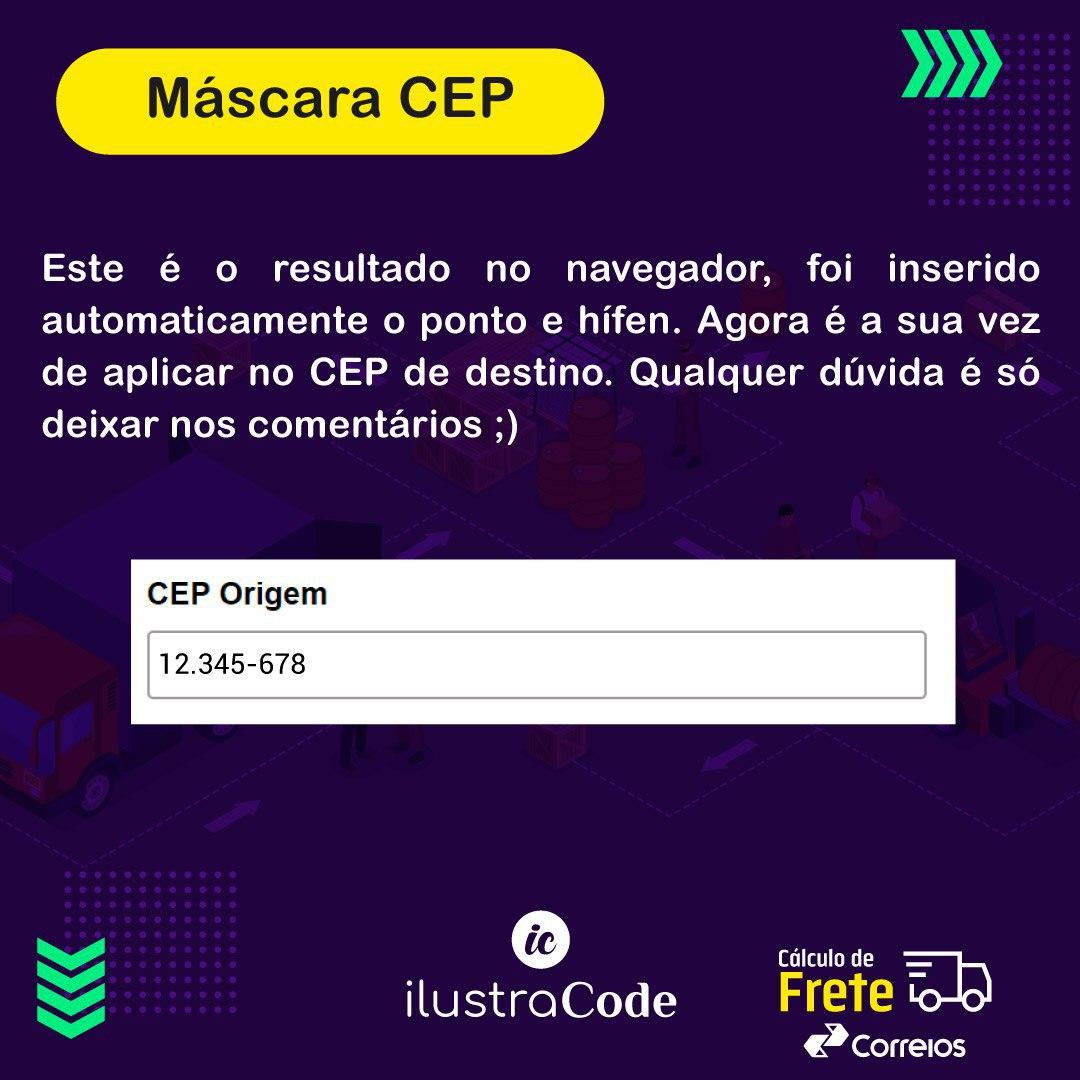 Máscara CEP
Este é o resultado no navegador, foi inserido
automaticamente o ponto e hífen. Agora é a sua vez
de aplicar no CEP de destino. Qualquer dúvida é só
deixar nos comentários ;)
CEP Origem
12.345-678
ic
ilustraCode
Cálculo de
Frete
Correios